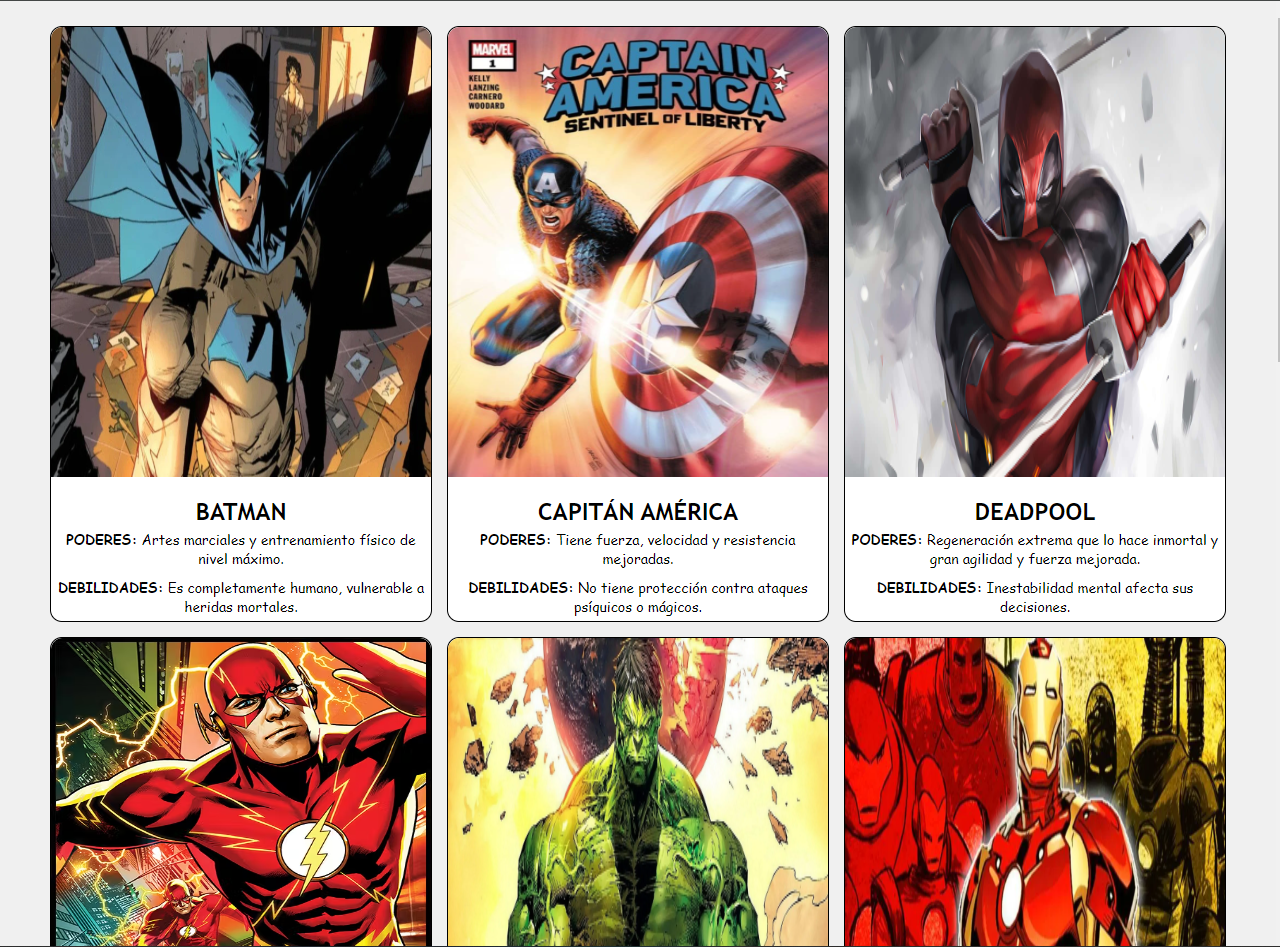 MARVEL
1
KELLY
LANZING
CARNERO
WOODARD
CAPTAIN
AMERICA
SENTINEL OF LIBERTY
A
BATMAN
PODERES: Artes marciales y entrenamiento físico de
nivel máximo.
DEBILIDADES: Es completamente humano, vulnerable a
heridas mortales.
CAPITÁN AMÉRICA
PODERES: Tiene fuerza, velocidad y resistencia
mejoradas.
DEBILIDADES: No tiene protección contra ataques
psíquicos o mágicos.
DEADPOOL
PODERES: Regeneración extrema que lo hace inmortal y
gran agilidad y fuerza mejorada.
DEBILIDADES: Inestabilidad mental afecta sus
decisiones.